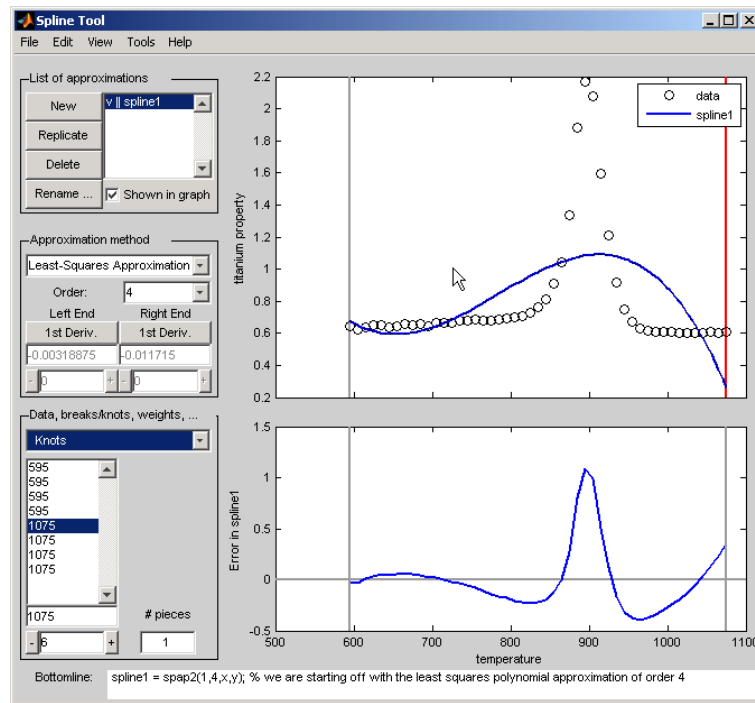 Spline Tool
File Edit View Tools Help
List of approximations
New
Replicate
Delete
Rename ...
v || spline1
Shown in graph
Approximation method
Least-Squares Approximation
Order: 4
Left End Right End
1st Deriv. 1st Deriv.
-0.00318875 -0.011715
- 0 + - 0 +
Data, breaks/knots, weights, ...
Knots
595
595
595
595
1075
1075
1075
1075
1075
# pieces
- 6 + 1
data
spline1
titanium property
2.2
2
1.8
1.6
1.4
1.2
1
0.8
0.6
0.4
0.2
600 700 800 900 1000
Error in spline1
1.5
1
0.5
0
-0.5
500 600 700 800 900 1000 1100
temperature
Bottomline: spline1 = spap2(1,4,x,y); % we are starting off with the least squares polynomial approximation of order 4